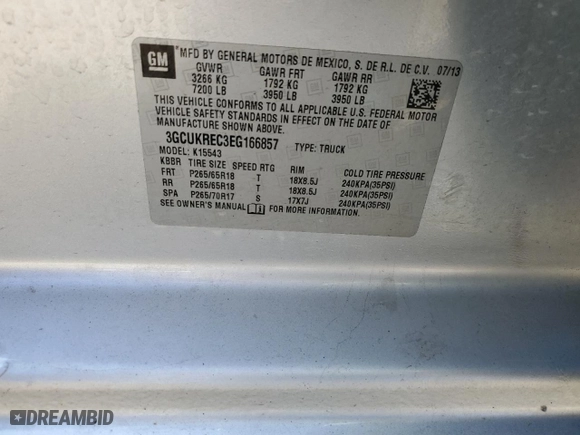 GM *MFD BY GENERAL MOTORS DE MEXICO, S. DE R.L. DE C.V. 07/13
GVWR GAWR FRT GAWR RR
3266 KG 1792 KG 1792 KG
7200 LB 3950 LB 3950 LB
THIS VEHICLE CONFORMS TO ALL APPLICABLE U.S. FEDERAL MOTOR
VEHICLE SAFETY STANDARDS IN EFFECT ON THE DATE OF
MANUFACTURE SHOWN ABOVE.
3GCUKREC3EG166857 TYPE: TRUCK
MODEL: K15543
KBBR TIRE SIZE SPEED RTG RIM COLD TIRE PRESSURE
FRT P265/65R18 T 18X8.5J 240KPA(35PSI)
RR P265/65R18 T 18X8.5J 240KPA(35PSI)
SPA P265/70R17 S 17X7J 240KPA(35PSI)
SEE OWNER'S MANUAL FOR MORE INFORMATION.
DREAMBID